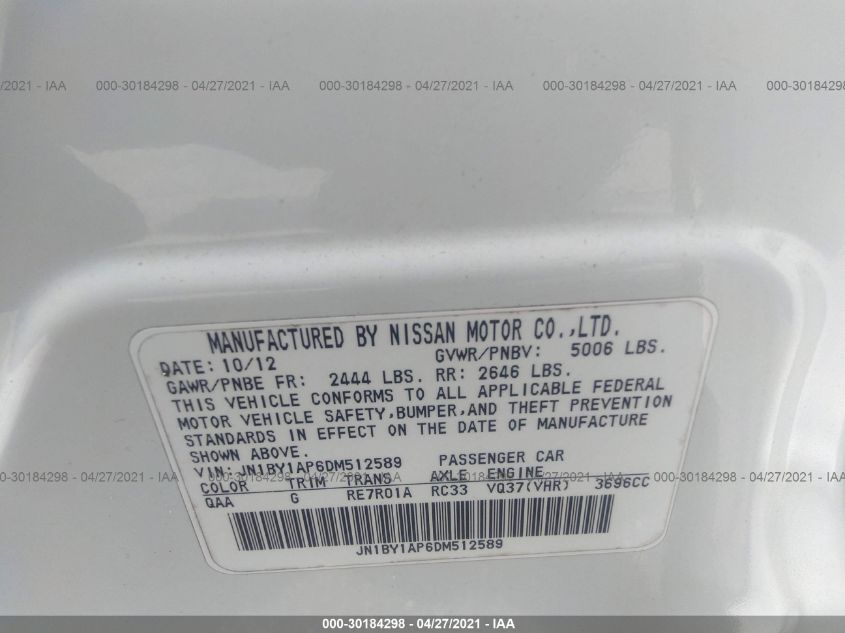 /2021 - IAA 000-30184298 - 04/27/2021 - IAA 000-30184298 - 04/27/2021 - IAA 000-30184298 - 04/27/2021 - IAA 000-30184298
MANUFACTURED BY NISSAN MOTOR CO.,LTD.
DATE: 10/12 GVWR/PNBV: 5006 LBS.
GAWR/PNBE FR: 2444 LBS. RR: 2646 LBS.
THIS VEHICLE CONFORMS TO ALL APPLICABLE FEDERAL
MOTOR VEHICLE SAFETY,BUMPER,AND THEFT PREVENTION
STANDARDS IN EFFECT ON THE DATE OF MANUFACTURE
SHOWN ABOVE.
VIN:JN1BY1AP6DM512589 PASSENGER CAR
COLOR TRIM TRANS AXLE ENGINE
QAA G RE7R01A RC33 VQ37(VHR) 3696CC
JN1BY1AP6DM512589
000-30184298 - 04/27/2021 - IAA